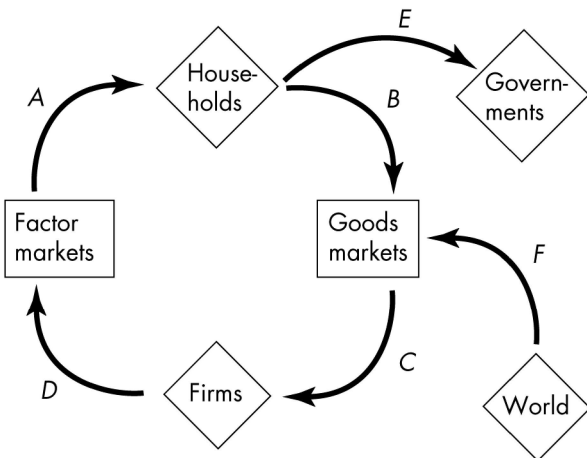 E
House-
holds
Govern-
ments
A
B
Factor
markets
Goods
markets
F
D
Firms
C
World